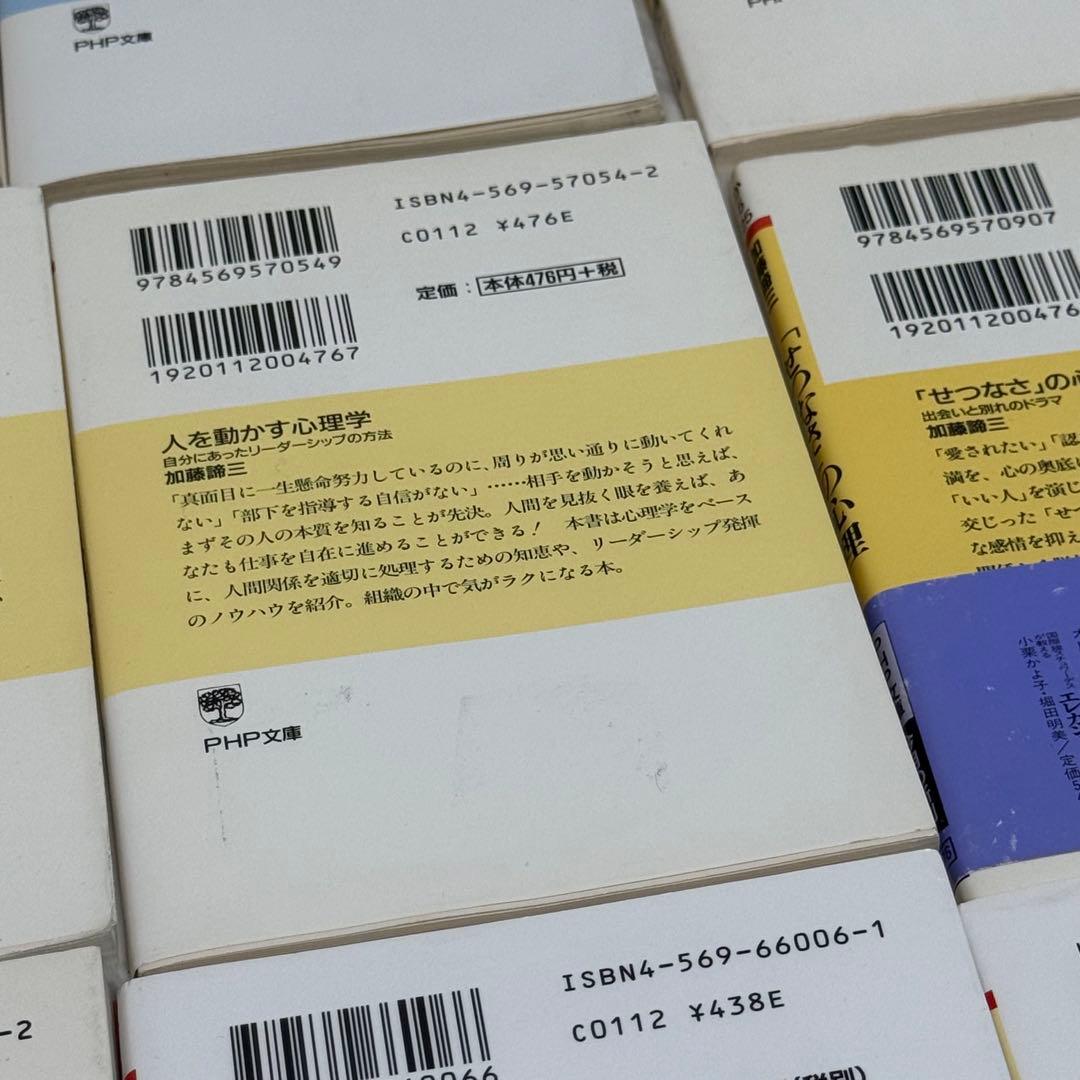 PHP文庫
ISBN4-569-57054-2
C0112 ¥476E
定価：本体476円+税
9784569570549
1920112004767
人を動かす心理学
自分にあったリーダーシップの方法
加藤諦三
「真面目に一生懸命努力しているのに、周りが思い通りに動いてくれ
ない」「部下を指導する自信がない」……相手を動かそうと思えば、
まずその人の本質を知ることが先決。人間を見抜く眼を養えば、あ
なたも仕事を自在に進めることができる！　本書は心理学をベース
に、人間関係を適切に処理するための知恵や、リーダーシップ発揮
のノウハウを紹介。組織の中で気がラクになる本。
PHP文庫
9784569570907
192011200476
「せつなさ」の心
出会いと別れのドラマ
加藤諦三
「愛されたい」「認
満を、心の奥底に
「いい人」を演じ
交じった「せつ
な感情を抑え
小栗かよ子・堀田明美／定価
ISBN4-569-66006-1
C0112 ¥438E
-2